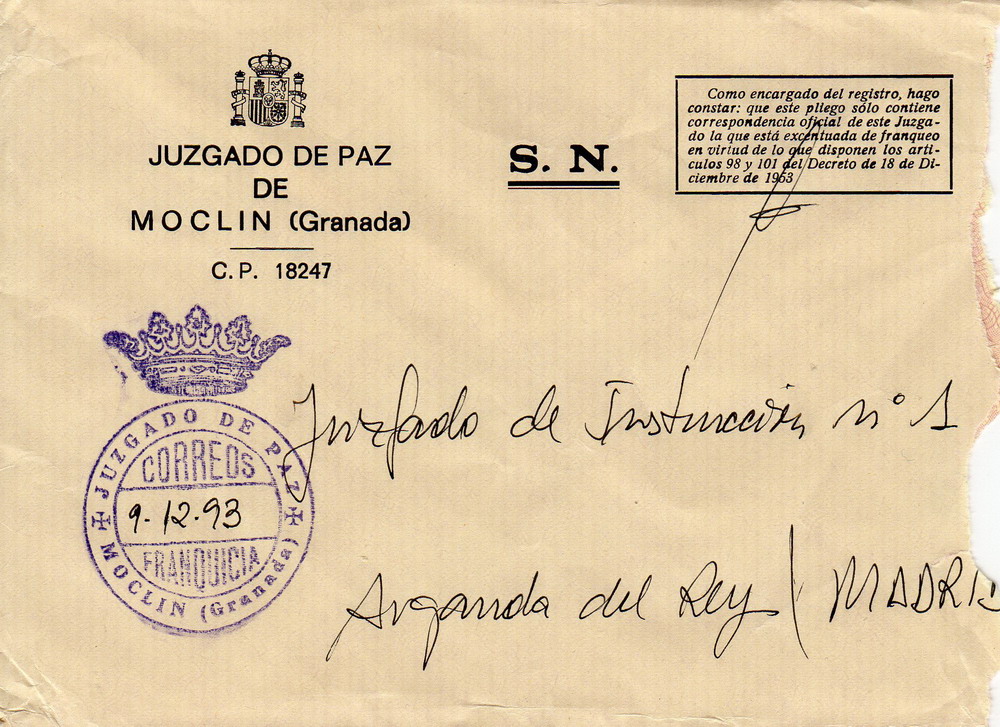 JUZGADO DE PAZ
DE
MOCLIN (Granada)
C.P. 18247
S. N.
Como encargado del registro, hago
constar: que este pliego sólo contiene
correspondencia oficial de este Juzga-
do la que está excentuada de franqueo
en virtud de lo que disponen los artí-
culos 98 y 101 del Decreto de 18 de Di-
ciembre de 1963
JUZGADO DE PAZ
CORREOS
9-12-93
FRANQUICIA
MOCLIN (Granada)
Juzgado de Instrucción nº 1
Arganda del Rey / MADRID